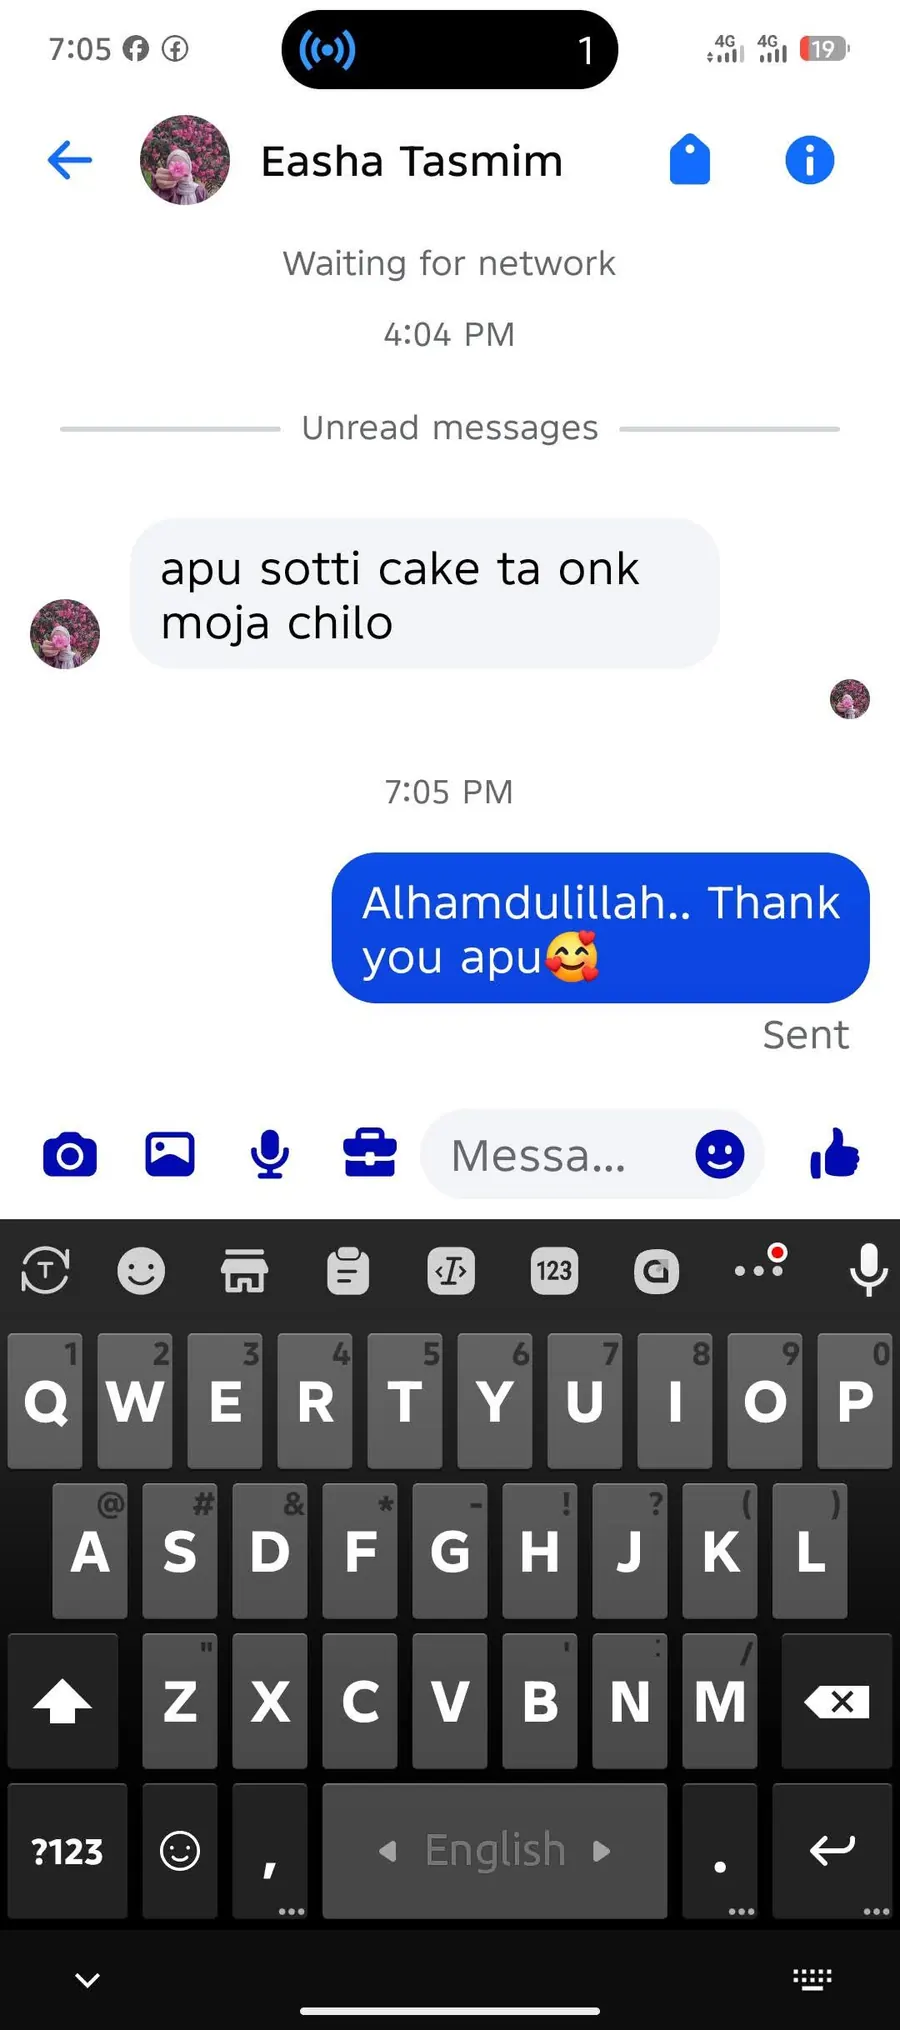 7:05 1 4G 4G 19
Easha Tasmim
Waiting for network
4:04 PM
Unread messages
apu sotti cake ta onk
moja chilo
7:05 PM
Alhamdulillah.. Thank
you apu🥰
Sent
Messa...
T 123
1 2 3 4 5 6 7 8 9 0
Q W E R T Y U I O P
@ # & * - ! ? ( )
A S D F G H J K L
" ' : /
Z X C V B N M
?123 , English .